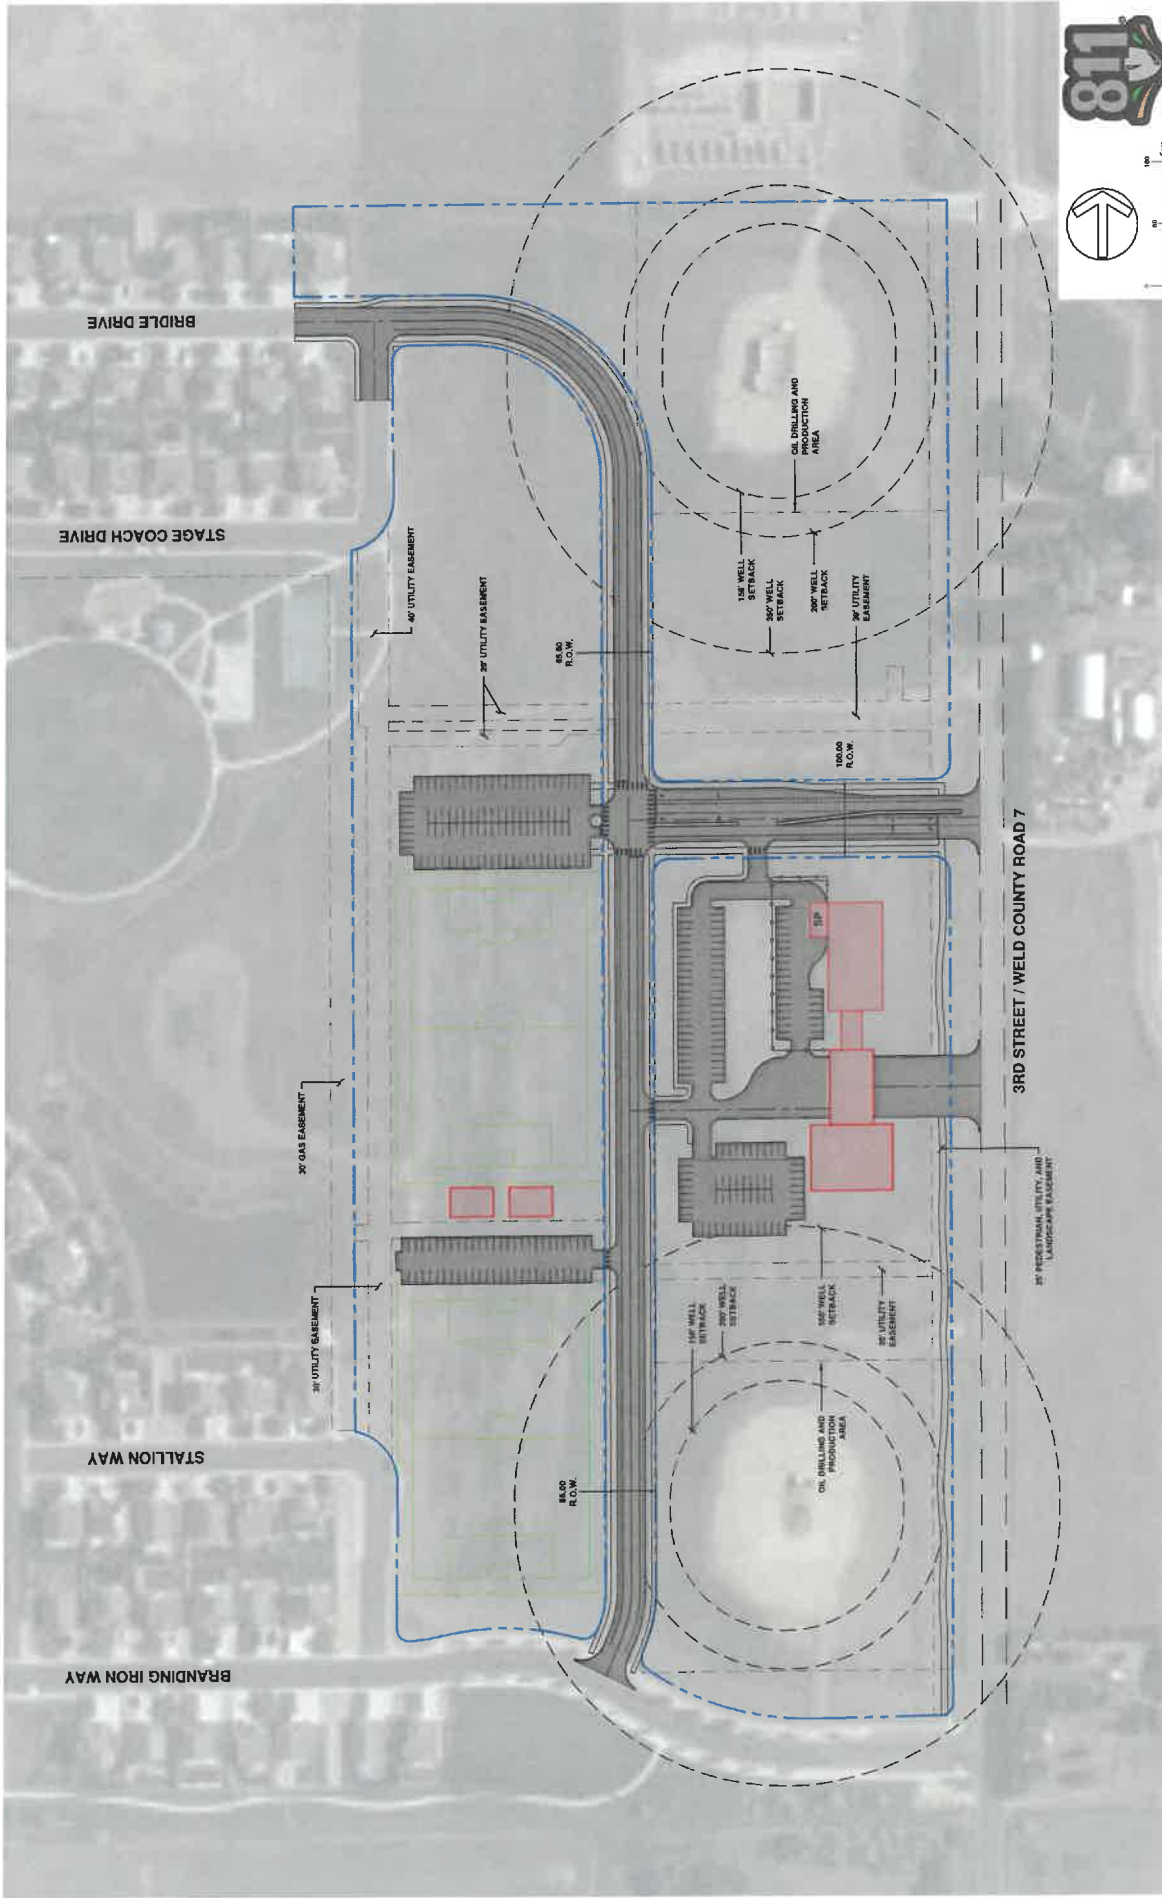 811
100
50
BRIDLE DRIVE
STAGE COACH DRIVE
40' UTILITY EASEMENT
20' UTILITY EASEMENT
OIL DRILLING AND
PRODUCTION
AREA
150' WELL
SETBACK
350' WELL
SETBACK
200' WELL
SETBACK
30' UTILITY
EASEMENT
R.O.W.
100.00
R.O.W.
SP
3RD STREET / WELD COUNTY ROAD 7
30' GAS EASEMENT
25' PEDESTRIAN, UTILITY, AND
LANDSCAPE EASEMENT
UTILITY EASEMENT
150' WELL
SETBACK
200' WELL
SETBACK
350' WELL
SETBACK
UTILITY
EASEMENT
OIL DRILLING AND
PRODUCTION
AREA
R.O.W.
STALLION WAY
BRANDING IRON WAY